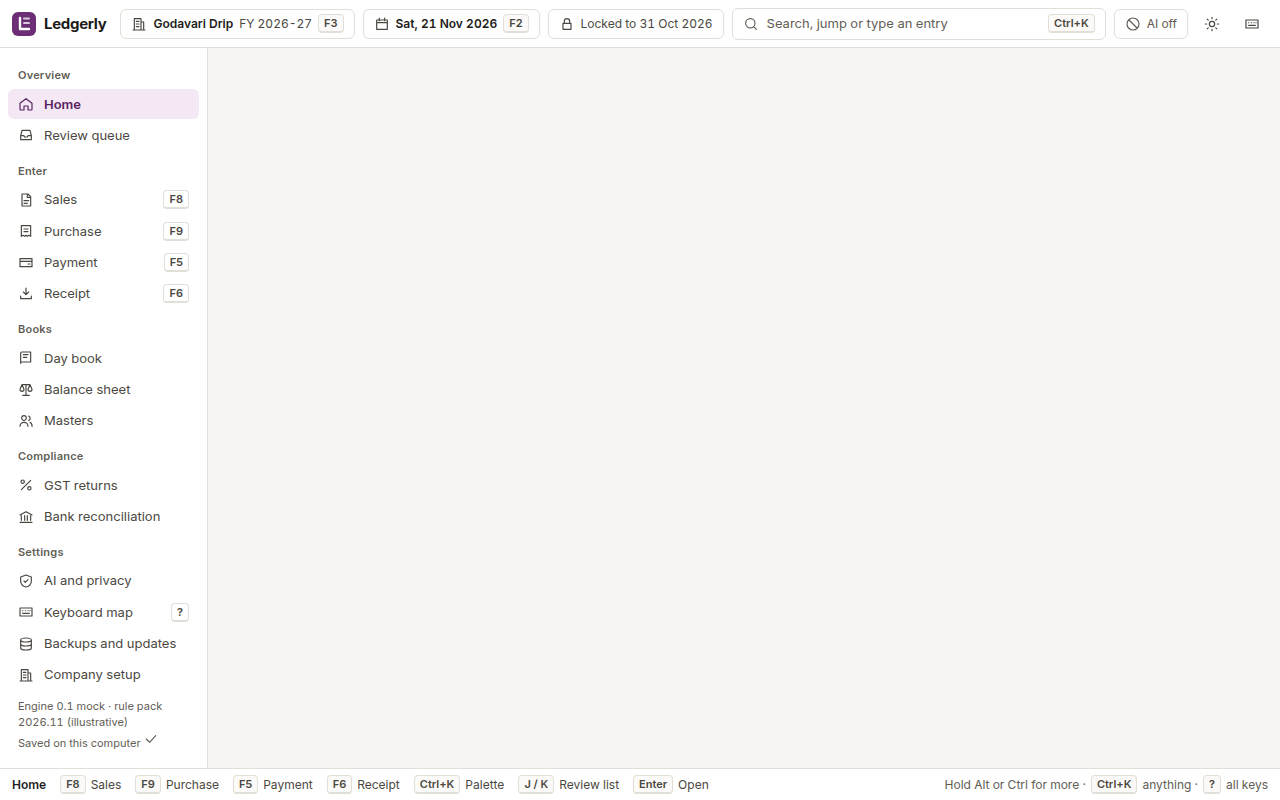 Ledgerly
Godavari Drip FY 2026-27 F3
Sat, 21 Nov 2026 F2
Locked to 31 Oct 2026
Search, jump or type an entry Ctrl+K
AI off
Overview
Home
Review queue
Enter
Sales F8
Purchase F9
Payment F5
Receipt F6
Books
Day book
Balance sheet
Masters
Compliance
GST returns
Bank reconciliation
Settings
AI and privacy
Keyboard map ?
Backups and updates
Company setup
Engine 0.1 mock · rule pack
2026.11 (illustrative)
Saved on this computer
Home F8 Sales F9 Purchase F5 Payment F6 Receipt Ctrl+K Palette J / K Review list Enter Open
Hold Alt or Ctrl for more · Ctrl+K anything · ? all keys